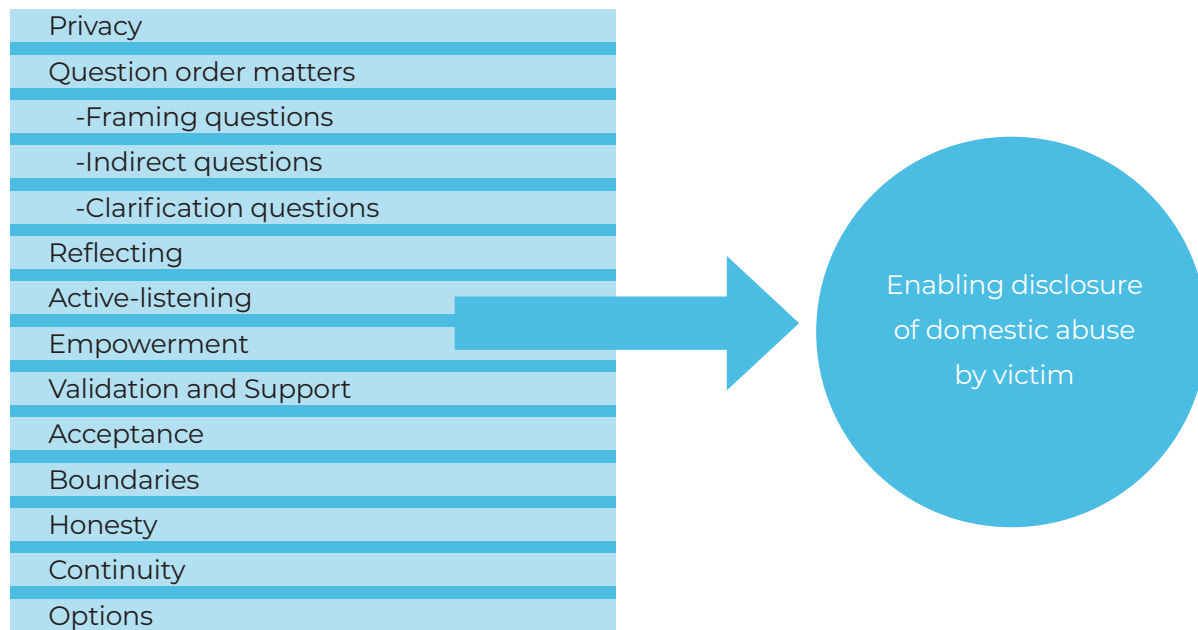 Privacy
Question order matters
-Framing questions
-Indirect questions
-Clarification questions
Reflecting
Active-listening
Empowerment
Validation and Support
Acceptance
Boundaries
Honesty
Continuity
Options
Enabling disclosure
of domestic abuse
by victim